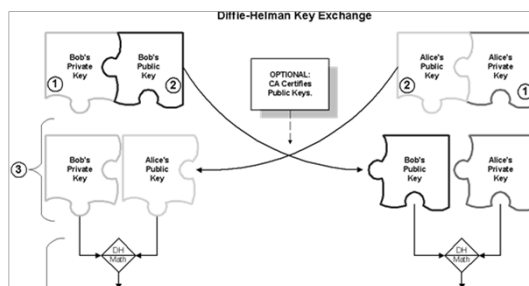 Diffie-Helman Key Exchange
Bob's
Private
Key
1
Bob's
Public
Key
2
OPTIONAL:
CA Certifies
Public Keys.
Alice's
Public
Key
2
Alice's
Private
Key
1
3
Bob's
Private
Key
Alice's
Public
Key
Bob's
Public
Key
Alice's
Private
Key
DH
Math
DH
Math